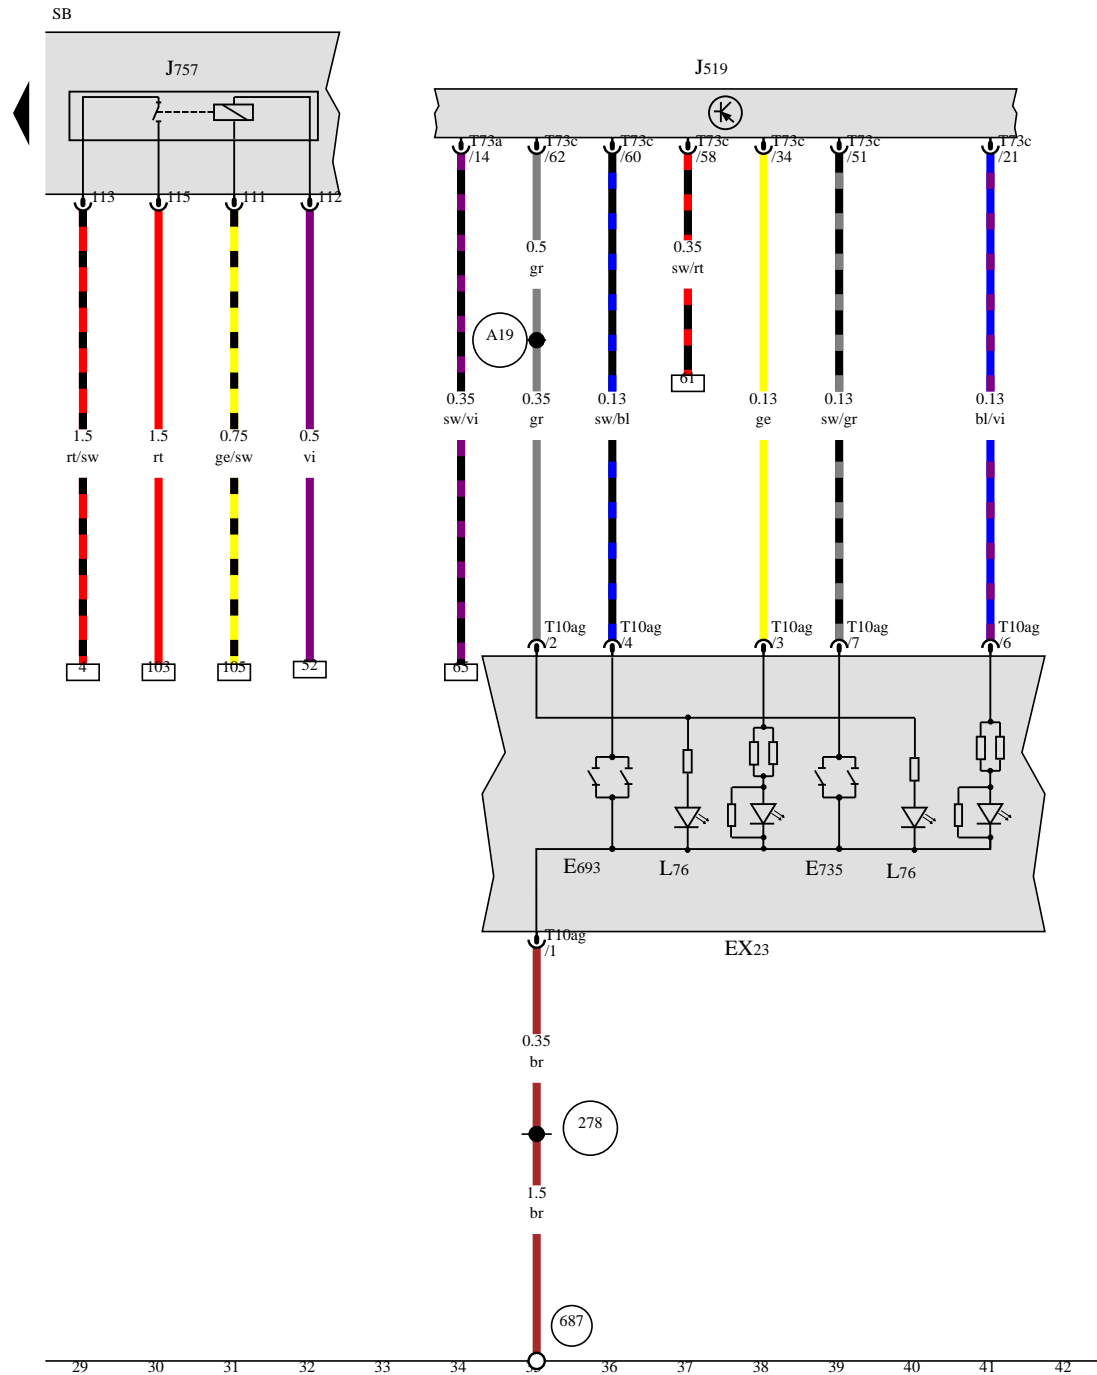 SB
J757
J519
T73a
/14
T73c
/62
T73c
/60
T73c
/58
T73c
/34
T73c
/51
T73c
/21
113
115
111
112
0.5
gr
0.35
sw/rt
A19
61
0.35
sw/vi
0.35
gr
0.13
sw/bl
0.13
ge
0.13
sw/gr
0.13
bl/vi
1.5
rt/sw
1.5
rt
0.75
ge/sw
0.5
vi
4
103
105
52
65
T10ag
/2
T10ag
/4
T10ag
/3
T10ag
/7
T10ag
/6
E693
L76
E735
L76
EX23
T10ag
/1
0.35
br
278
1.5
br
687
29 30 31 32 33 34 35 36 37 38 39 40 41 42